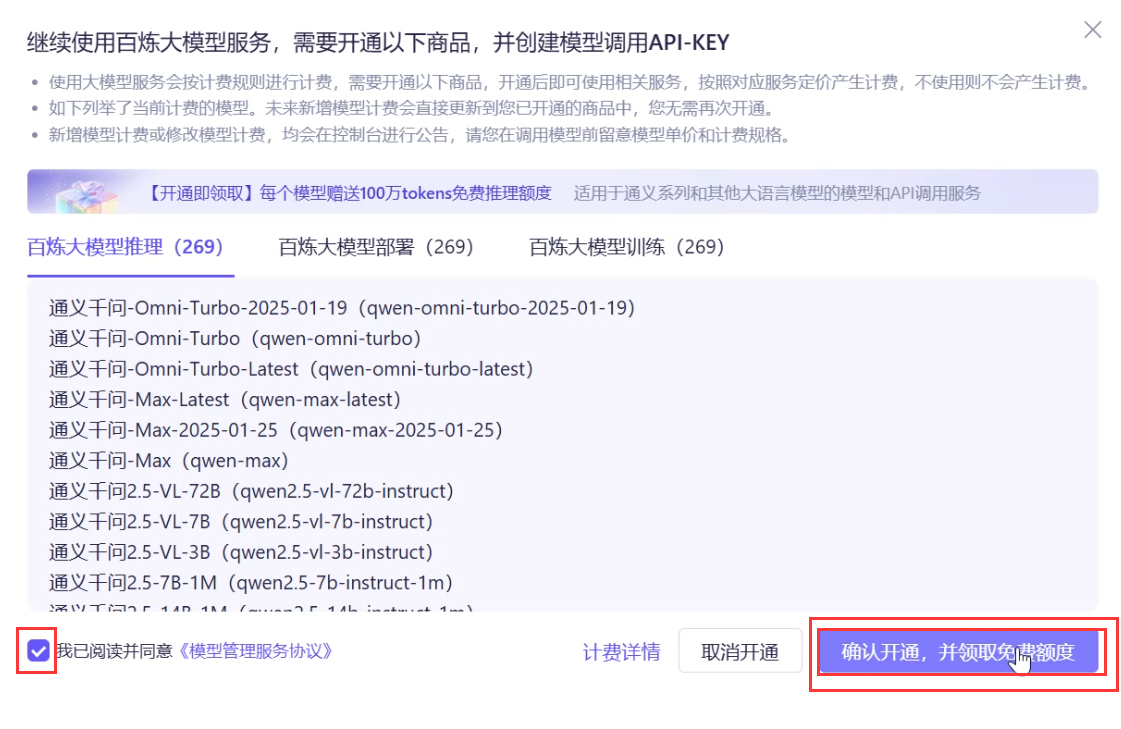 继续使用百炼大模型服务，需要开通以下商品，并创建模型调用API-KEY
使用大模型服务会按计费规则进行计费，需要开通以下商品，开通后即可使用相关服务，按照对应服务定价产生计费，不使用则不会产生计费。
如下列举了当前计费的模型。未来新增模型计费会直接更新到您已开通的商品中，您无需再次开通。
新增模型计费或修改模型计费，均会在控制台进行公告，请您在调用模型前留意模型单价和计费规格。
【开通即领取】每个模型赠送100万tokens免费推理额度 适用于通义系列和其他大语言模型的模型和API调用服务
百炼大模型推理（269） 百炼大模型部署（269） 百炼大模型训练（269）
通义千问-Omni-Turbo-2025-01-19（qwen-omni-turbo-2025-01-19）
通义千问-Omni-Turbo（qwen-omni-turbo）
通义千问-Omni-Turbo-Latest（qwen-omni-turbo-latest）
通义千问-Max-Latest（qwen-max-latest）
通义千问-Max-2025-01-25（qwen-max-2025-01-25）
通义千问-Max（qwen-max）
通义千问2.5-VL-72B（qwen2.5-vl-72b-instruct）
通义千问2.5-VL-7B（qwen2.5-vl-7b-instruct）
通义千问2.5-VL-3B（qwen2.5-vl-3b-instruct）
通义千问2.5-7B-1M（qwen2.5-7b-instruct-1m）
通义千问2.5-14B-1M（qwen2.5-14b-instruct-1m）
我已阅读并同意《模型管理服务协议》 计费详情 取消开通 确认开通，并领取免费额度